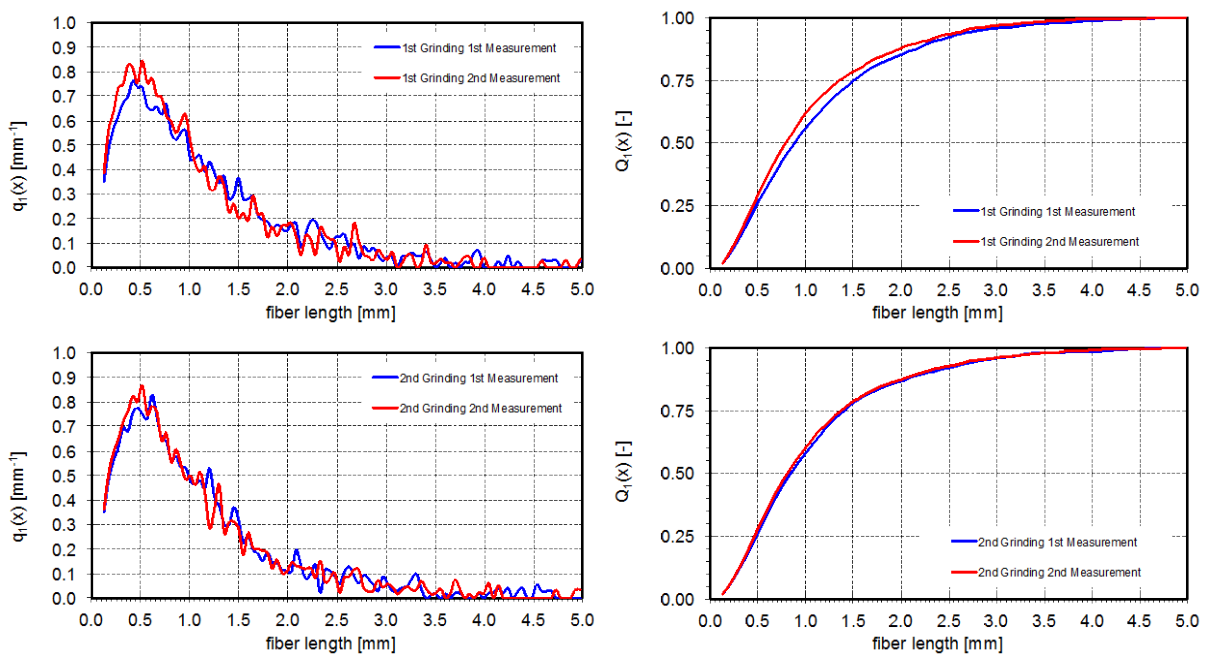 q₁(x) [mm⁻¹]
1.0
0.9
0.8
0.7
0.6
0.5
0.4
0.3
0.2
0.1
0.0
1st Grinding 1st Measurement
1st Grinding 2nd Measurement
0.0 0.5 1.0 1.5 2.0 2.5 3.0 3.5 4.0 4.5 5.0
fiber length [mm]
Q₁(x) [-]
1.00
0.75
0.50
0.25
0.00
1st Grinding 1st Measurement
1st Grinding 2nd Measurement
0.0 0.5 1.0 1.5 2.0 2.5 3.0 3.5 4.0 4.5 5.0
fiber length [mm]
q₁(x) [mm⁻¹]
1.0
0.9
0.8
0.7
0.6
0.5
0.4
0.3
0.2
0.1
0.0
2nd Grinding 1st Measurement
2nd Grinding 2nd Measurement
0.0 0.5 1.0 1.5 2.0 2.5 3.0 3.5 4.0 4.5 5.0
fiber length [mm]
Q₁(x) [-]
1.00
0.75
0.50
0.25
0.00
2nd Grinding 1st Measurement
2nd Grinding 2nd Measurement
0.0 0.5 1.0 1.5 2.0 2.5 3.0 3.5 4.0 4.5 5.0
fiber length [mm]